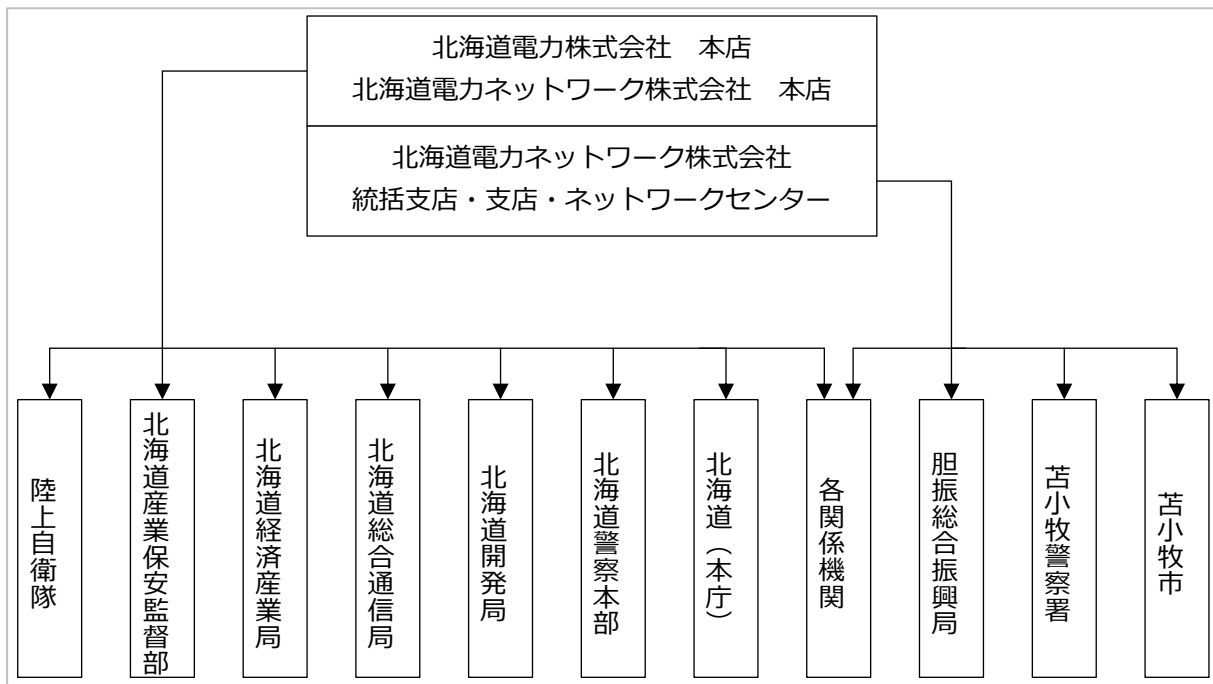 北海道電力株式会社　本店
北海道電力ネットワーク株式会社　本店
北海道電力ネットワーク株式会社
統括支店・支店・ネットワークセンター
陸上自衛隊
北海道産業保安監督部
北海道経済産業局
北海道総合通信局
北海道開発局
北海道警察本部
北海道（本庁）
各関係機関
胆振総合振興局
苫小牧警察署
苫小牧市